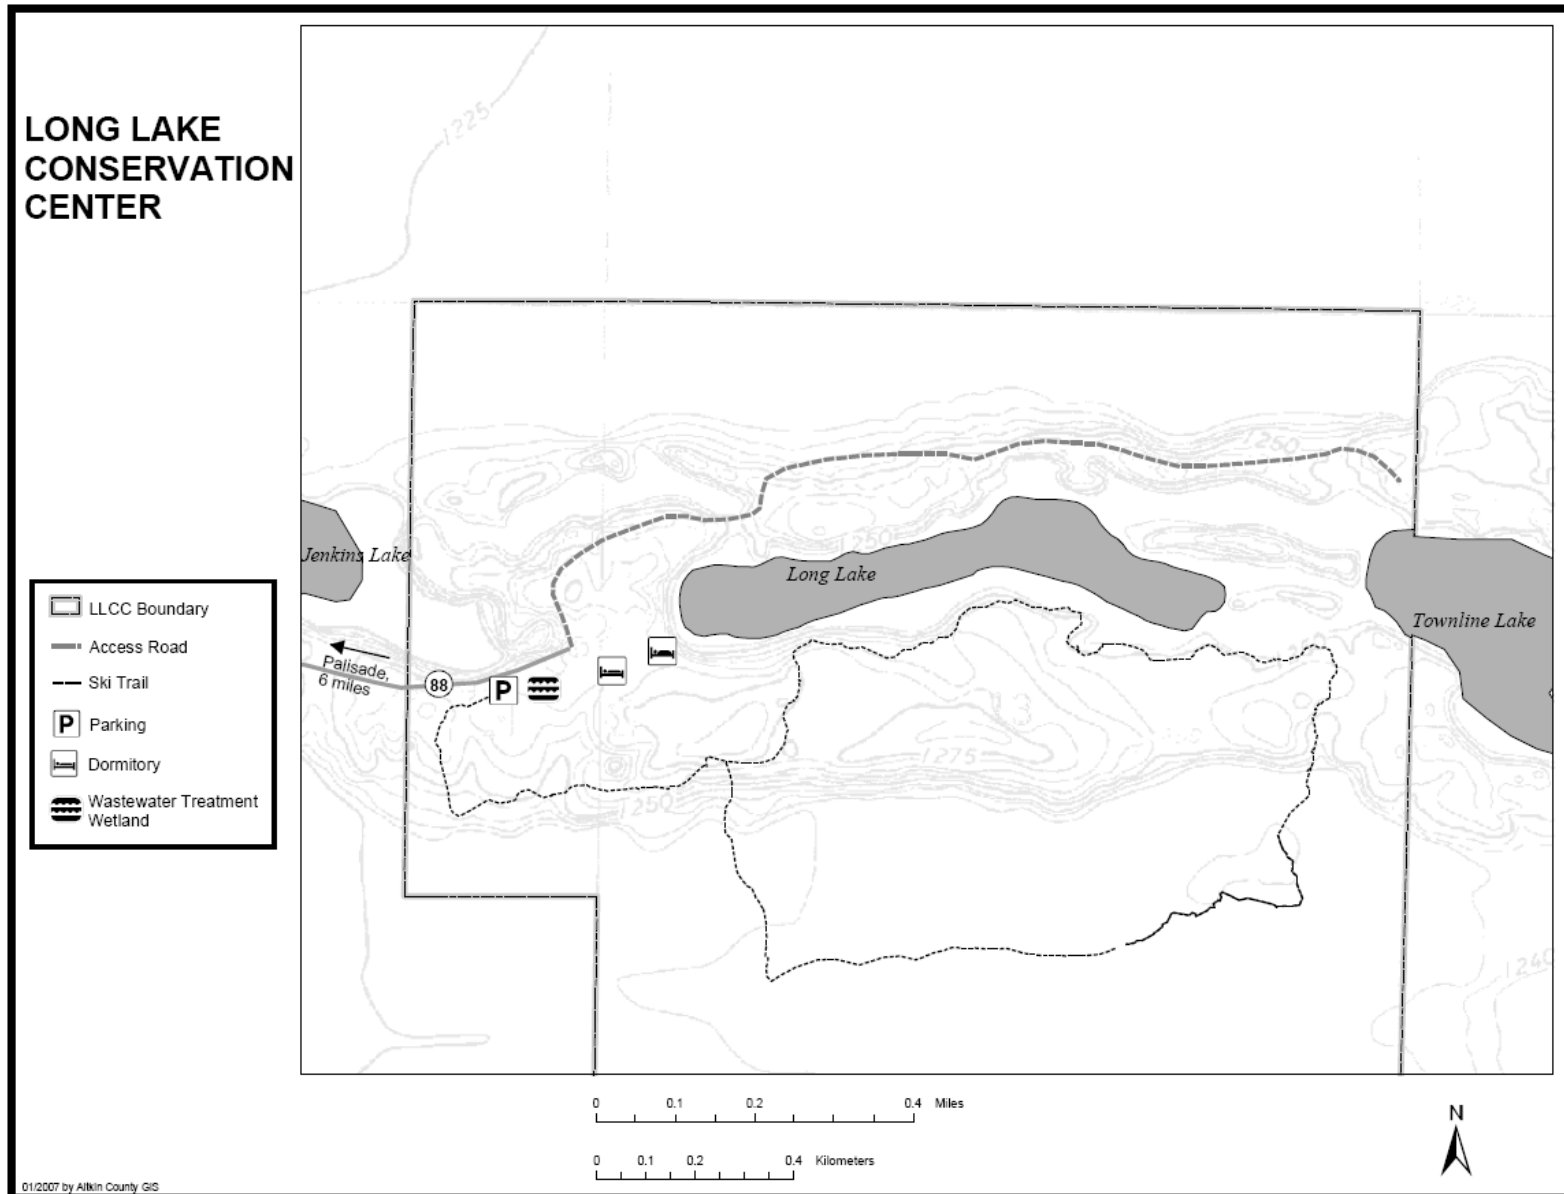 LONG LAKE
CONSERVATION
CENTER
1225
1250
1250
Jenkins Lake
Long Lake
Townline Lake
Palisade,
6 miles
88
P
1275
1250
1240
LLCC Boundary
Access Road
Ski Trail
P Parking
Dormitory
Wastewater Treatment
Wetland
0 0.1 0.2 0.4 Miles
0 0.1 0.2 0.4 Kilometers
N
01/2007 by Aitkin County GIS